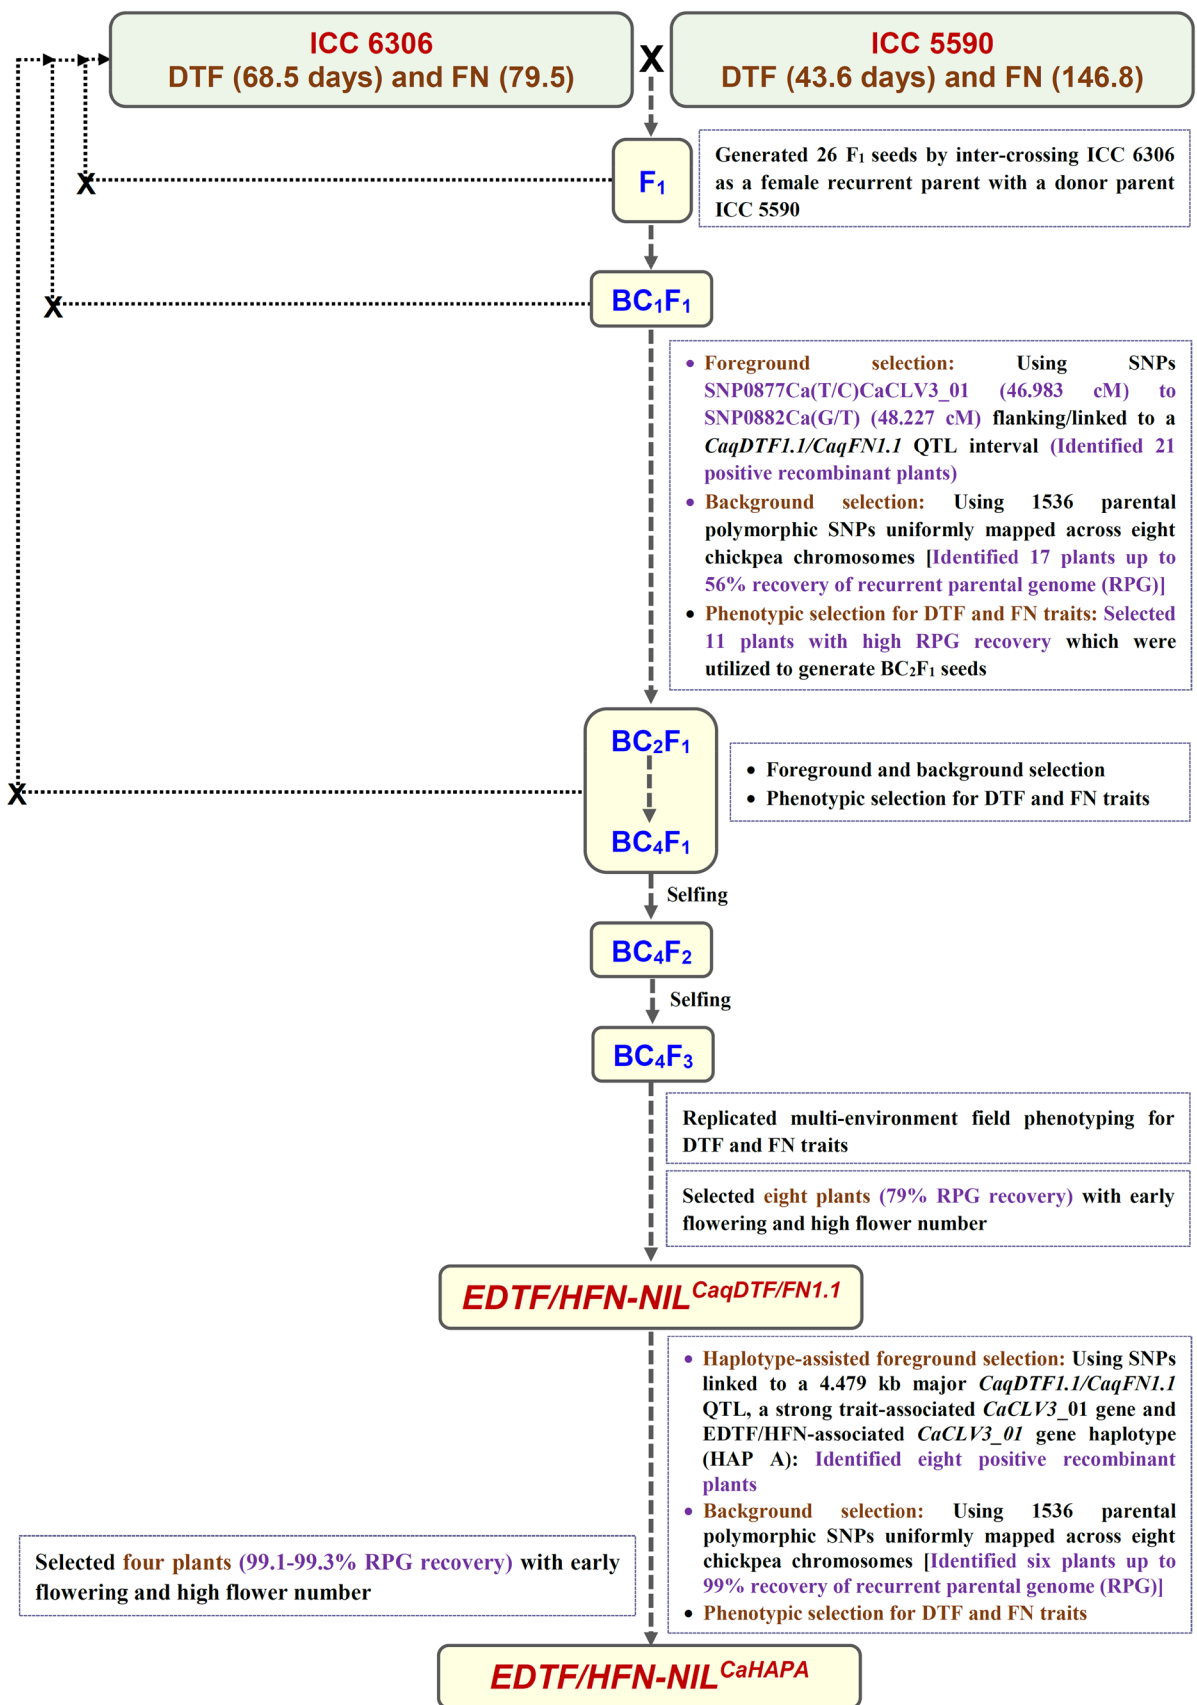 ICC 6306
DTF (68.5 days) and FN (79.5)
X
ICC 5590
DTF (43.6 days) and FN (146.8)
F₁
X
Generated 26 F₁ seeds by inter-crossing ICC 6306
as a female recurrent parent with a donor parent
ICC 5590
BC₁F₁
X
• Foreground selection: Using SNPs
SNP0877Ca(T/C)CaCLV3_01 (46.983 cM) to
SNP0882Ca(G/T) (48.227 cM) flanking/linked to a
CaqDTF1.1/CaqFN1.1 QTL interval (Identified 21
positive recombinant plants)
• Background selection: Using 1536 parental
polymorphic SNPs uniformly mapped across eight
chickpea chromosomes [Identified 17 plants up to
56% recovery of recurrent parental genome (RPG)]
• Phenotypic selection for DTF and FN traits: Selected
11 plants with high RPG recovery which were
utilized to generate BC₂F₁ seeds
BC₂F₁
X
BC₄F₁
• Foreground and background selection
• Phenotypic selection for DTF and FN traits
Selfing
BC₄F₂
Selfing
BC₄F₃
Replicated multi-environment field phenotyping for
DTF and FN traits
Selected eight plants (79% RPG recovery) with early
flowering and high flower number
EDTF/HFN-NIL^CaqDTF/FN1.1
• Haplotype-assisted foreground selection: Using SNPs
linked to a 4.479 kb major CaqDTF1.1/CaqFN1.1
QTL, a strong trait-associated CaCLV3_01 gene and
EDTF/HFN-associated CaCLV3_01 gene haplotype
(HAP A): Identified eight positive recombinant
plants
• Background selection: Using 1536 parental
polymorphic SNPs uniformly mapped across eight
chickpea chromosomes [Identified six plants up to
99% recovery of recurrent parental genome (RPG)]
• Phenotypic selection for DTF and FN traits
Selected four plants (99.1-99.3% RPG recovery) with early
flowering and high flower number
EDTF/HFN-NIL^CaHAPA